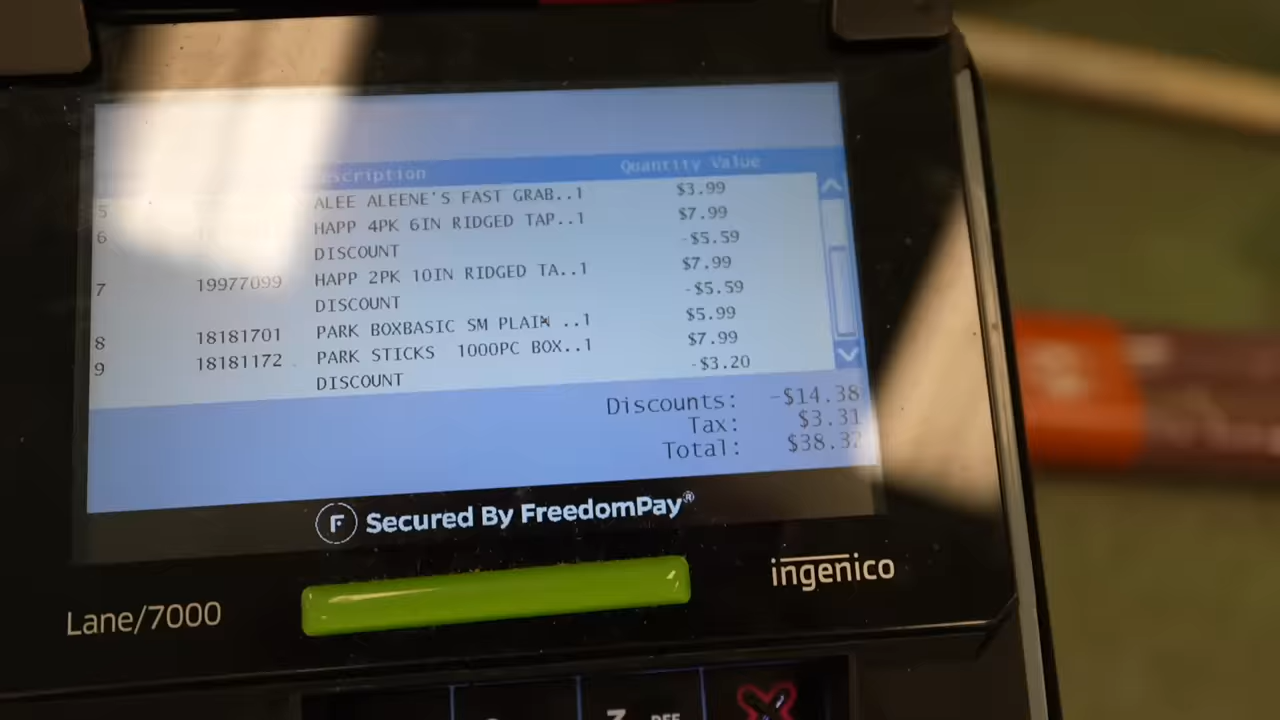 Description Quantity Value
5 ALEE ALEENE'S FAST GRAB..1 $3.99
6 HAPP 4PK 6IN RIDGED TAP..1 $7.99
DISCOUNT -$5.59
7 19977099 HAPP 2PK 10IN RIDGED TA..1 $7.99
DISCOUNT -$5.59
8 18181701 PARK BOXBASIC SM PLAIN ..1 $5.99
9 18181172 PARK STICKS 1000PC BOX..1 $7.99
DISCOUNT -$3.20
Discounts: -$14.38
Tax: $3.31
Total: $38.37
F Secured By FreedomPay®
Lane/7000
ingenico